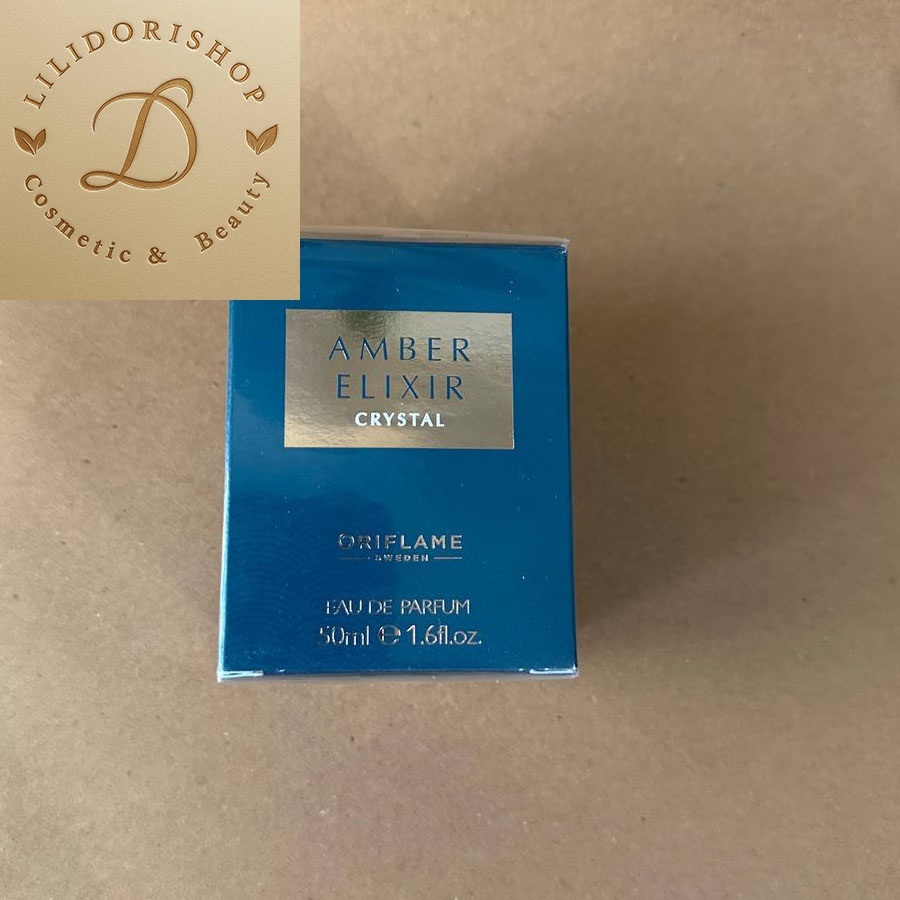 LILIDORISHOP
D
Cosmetic & Beauty
AMBER
ELIXIR
CRYSTAL
ORIFLAME
SWEDEN
EAU DE PARFUM
50ml ℮ 1.6fl.oz.